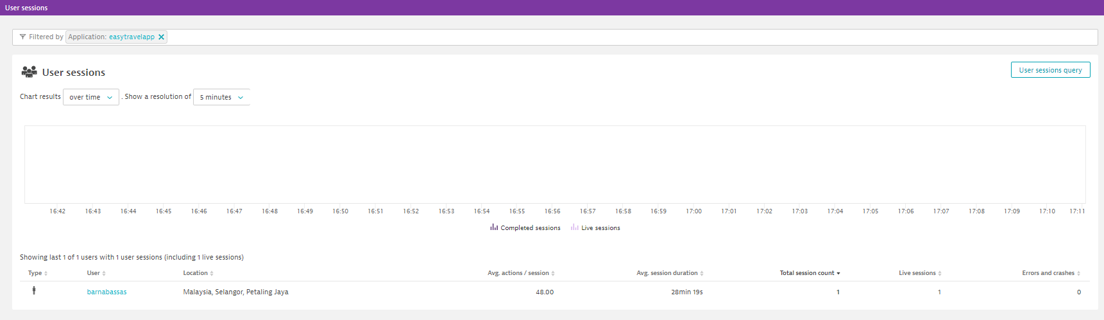 User sessions
Filtered by Application: easytravelapp
User sessions
User sessions query
Chart results over time . Show a resolution of 5 minutes
16:42 16:43 16:44 16:45 16:46 16:47 16:48 16:49 16:50 16:51 16:52 16:53 16:54 16:55 16:56 16:57 16:58 16:59 17:00 17:01 17:02 17:03 17:04 17:05 17:06 17:07 17:08 17:09 17:10 17:11
Completed sessions Live sessions
Showing last 1 of 1 users with 1 user sessions (including 1 live sessions)
Type User Location Avg. actions / session Avg. session duration Total session count Live sessions Errors and crashes
barnabassas Malaysia, Selangor, Petaling Jaya 48.00 28min 19s 1 1 0